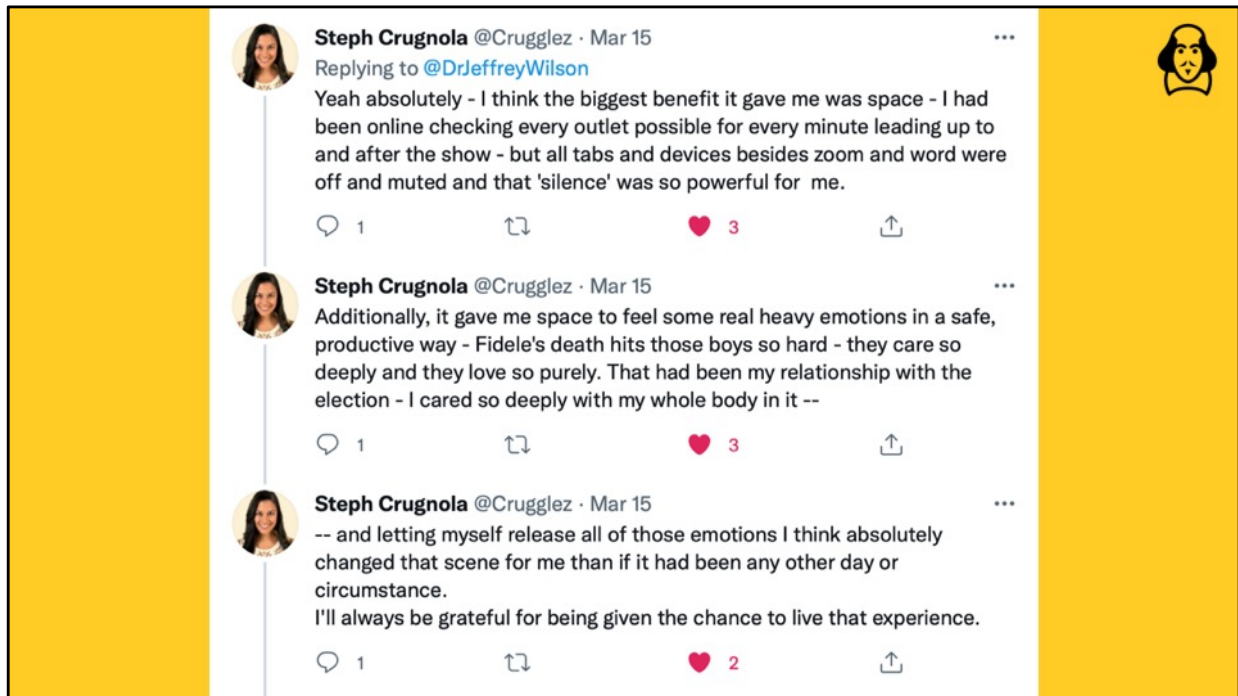 Steph Crugnola @Crugglez · Mar 15
Replying to @DrJeffreyWilson
Yeah absolutely - I think the biggest benefit it gave me was space - I had
been online checking every outlet possible for every minute leading up to
and after the show - but all tabs and devices besides zoom and word were
off and muted and that 'silence' was so powerful for  me.
1 3
Steph Crugnola @Crugglez · Mar 15
Additionally, it gave me space to feel some real heavy emotions in a safe,
productive way - Fidele's death hits those boys so hard - they care so
deeply and they love so purely. That had been my relationship with the
election - I cared so deeply with my whole body in it --
1 3
Steph Crugnola @Crugglez · Mar 15
-- and letting myself release all of those emotions I think absolutely
changed that scene for me than if it had been any other day or
circumstance.
I'll always be grateful for being given the chance to live that experience.
1 2